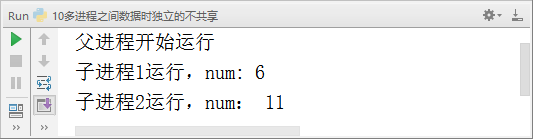 Run 10多进程之间数据时独立的不共享
父进程开始运行
子进程1运行，num: 6
子进程2运行，num： 11